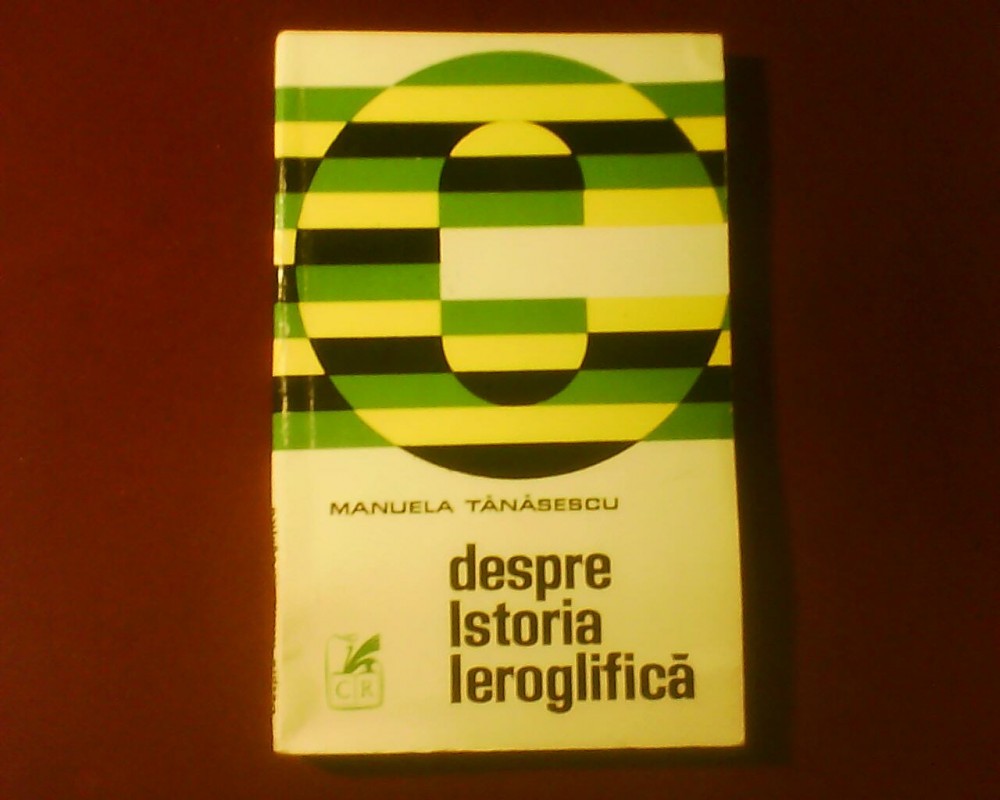 MANUELA TĂNĂSESCU
despre
Istoria
Ieroglifică
C R